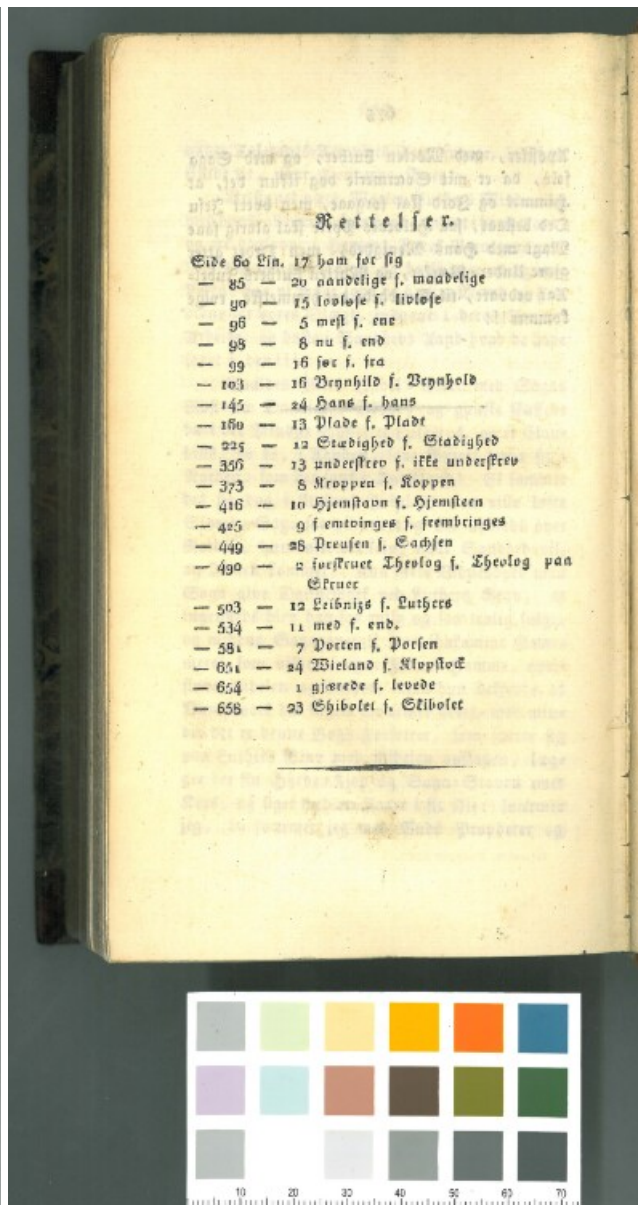 Rettelser.
Side 60 Lin. 17 ham for sig
— 85 — 20 aandelige f. maadelige
— 90 — 15 lovløse f. livløse
— 96 — 5 mest f. ene
— 98 — 8 nu f. end
— 99 — 16 før f. fra
— 103 — 16 Brynhild f. Brynhold
— 145 — 24 Hans f. hans
— 180 — 13 Plade f. Pladt
— 225 — 12 Stædighed f. Stadighed
— 356 — 13 underskrev f. ikke underskrev
— 373 — 8 Kroppen f. Koppen
— 416 — 10 Hjemstavn f. Hjemsteen
— 425 — 9 f emtvinges f. frembringes
— 449 — 28 Preusen f. Sachsen
— 490 — 2 forskruet Theolog f. Theolog paa
Skruer
— 503 — 12 Leibnizs f. Luthers
— 534 — 11 med f. end.
— 581 — 7 Porten f. Porsen
— 651 — 24 Wieland f. Klopstock
— 654 — 1 gjærede f. levede
— 658 — 23 Shibolet f. Skibolet
10 20 30 40 50 60 70